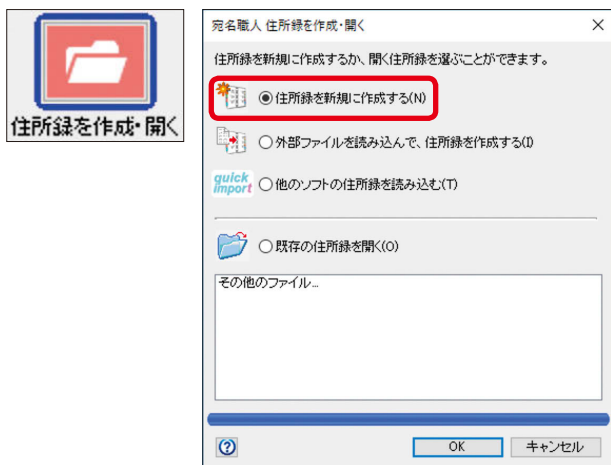 住所録を作成・開く
宛名職人 住所録を作成・開く
住所録を新規に作成するか、開く住所録を選ぶことができます。
住所録を新規に作成する(N)
外部ファイルを読み込んで、住所録を作成する(I)
quick
import
他のソフトの住所録を読み込む(T)
既存の住所録を開く(O)
その他のファイル...
OK
キャンセル